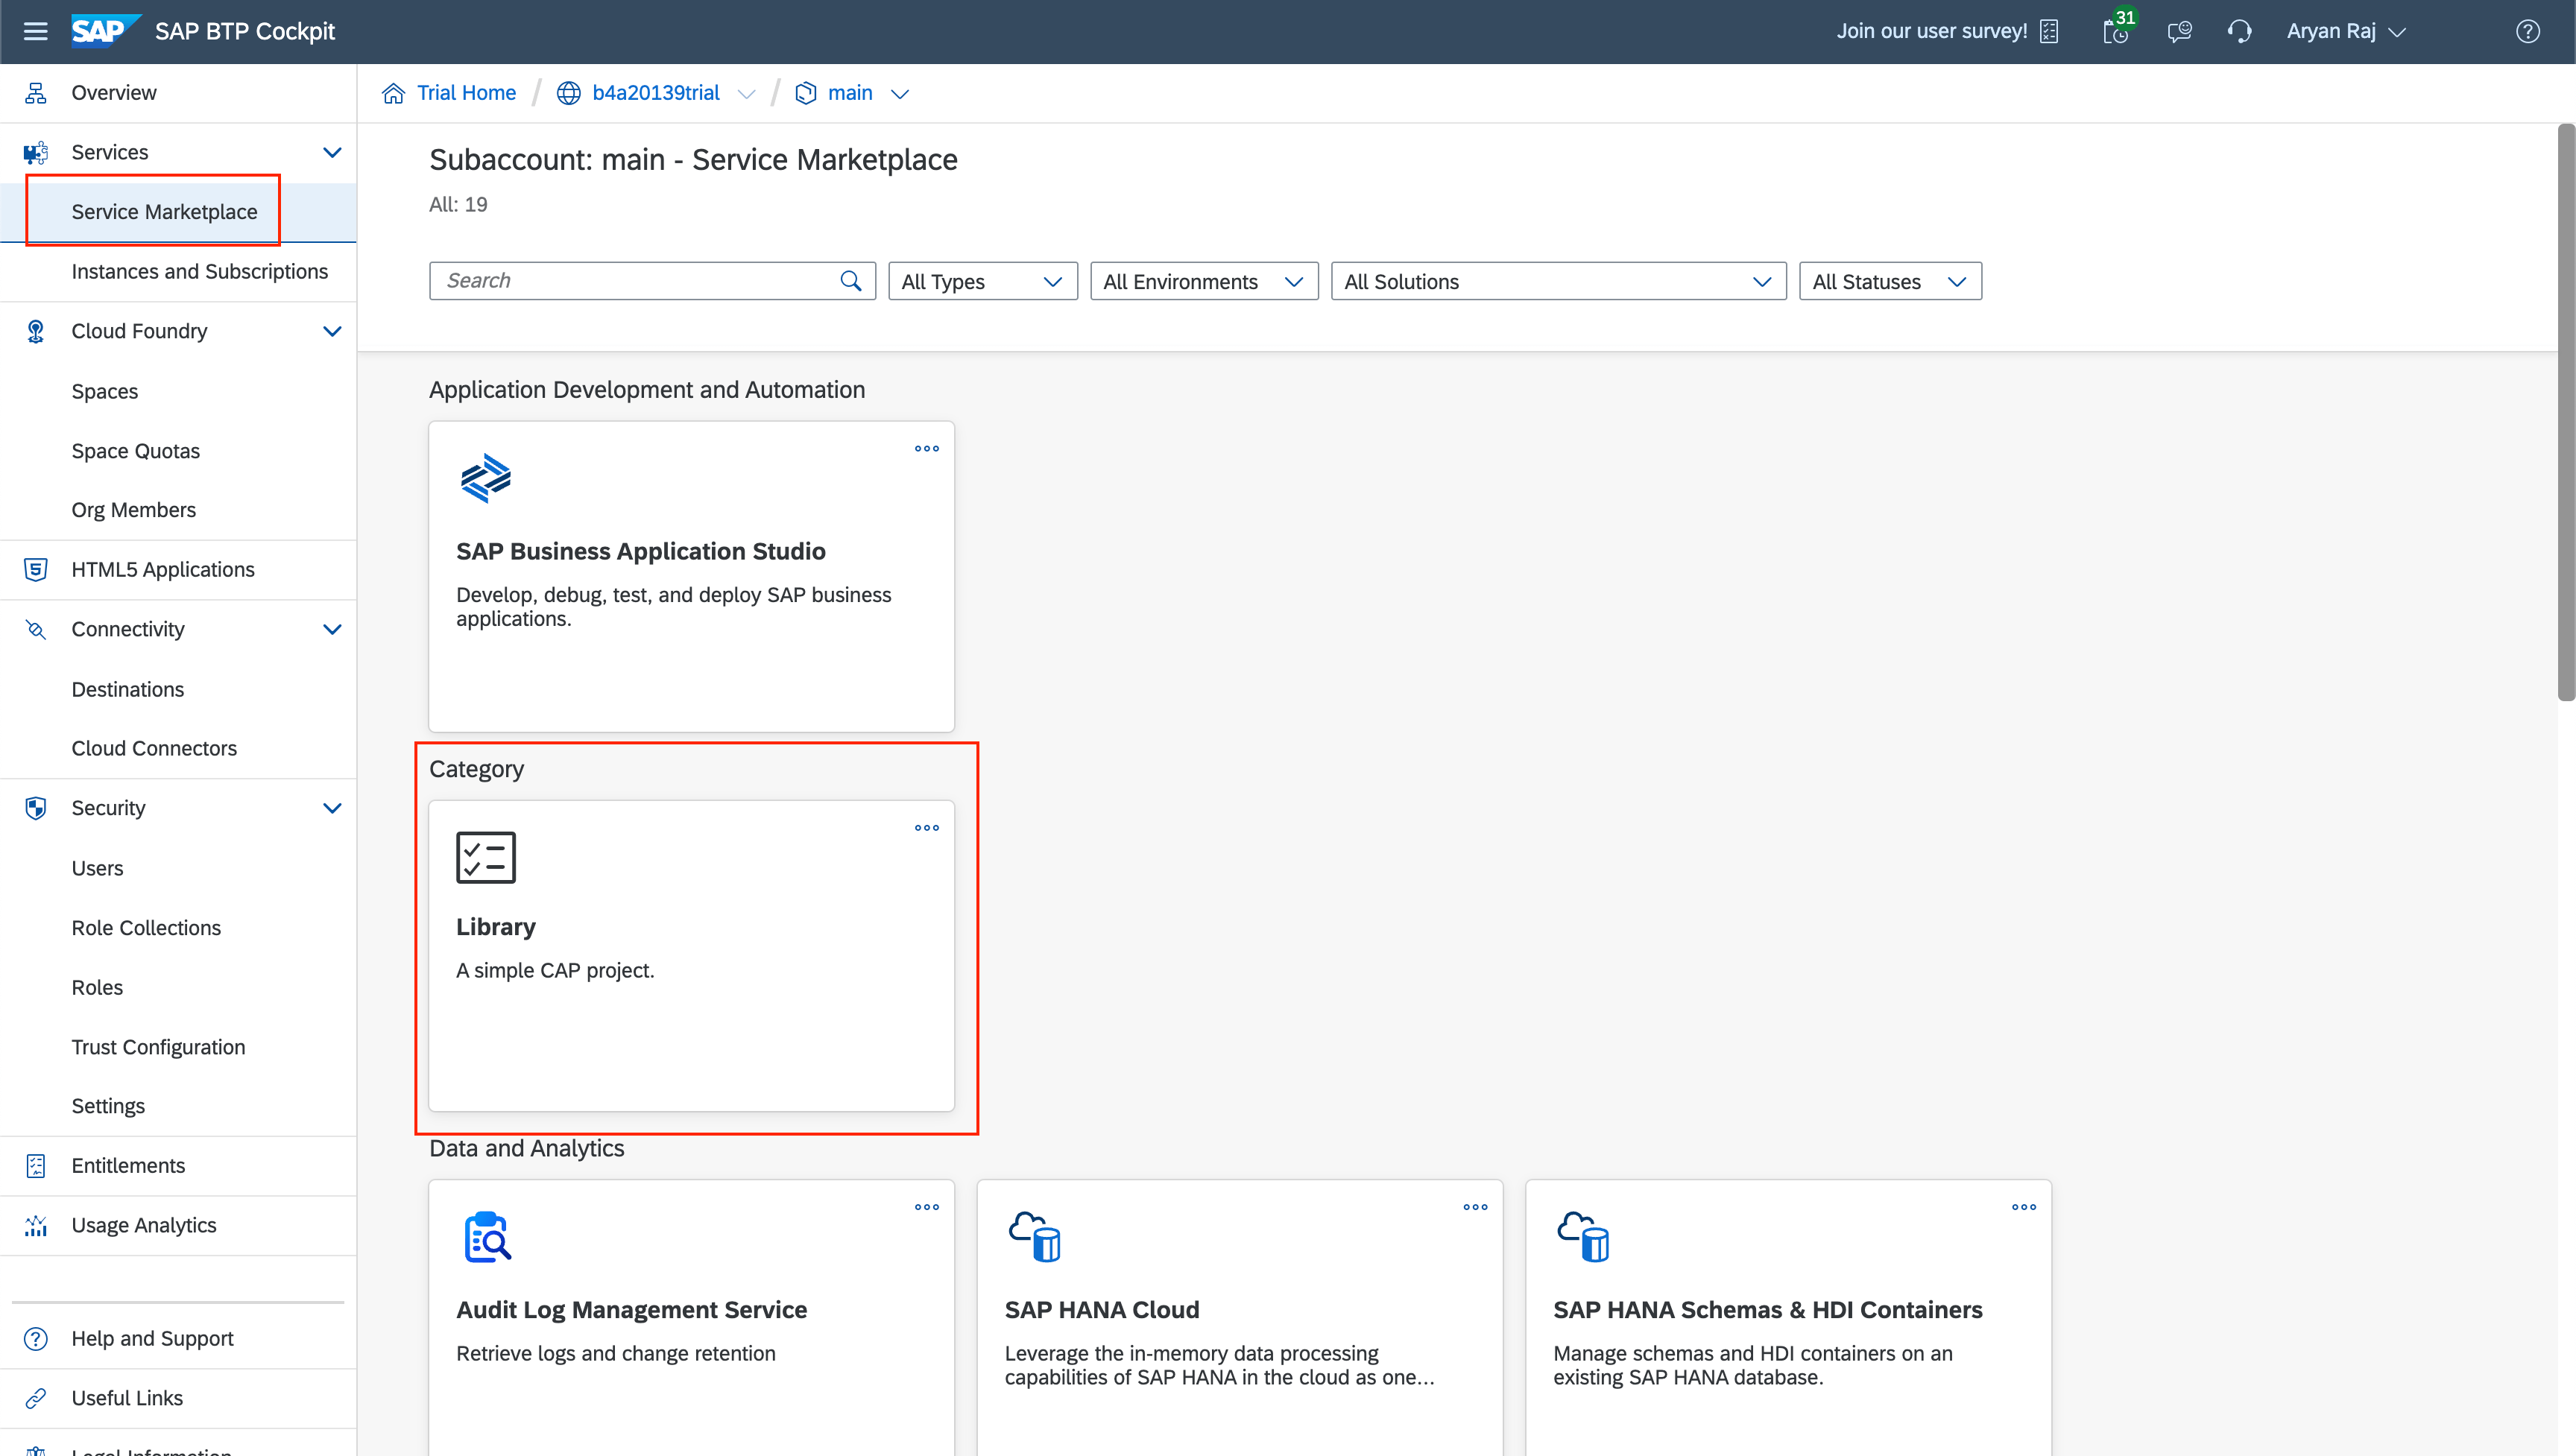 SAP SAP BTP Cockpit
Join our user survey!
31
Aryan Raj
Overview
Services
Service Marketplace
Instances and Subscriptions
Cloud Foundry
Spaces
Space Quotas
Org Members
HTML5 Applications
Connectivity
Destinations
Cloud Connectors
Security
Users
Role Collections
Roles
Trust Configuration
Settings
Entitlements
Usage Analytics
Help and Support
Useful Links
Legal Information
Trial Home / b4a20139trial / main
Subaccount: main - Service Marketplace
All: 19
Search
All Types
All Environments
All Solutions
All Statuses
Application Development and Automation
SAP Business Application Studio
Develop, debug, test, and deploy SAP business
applications.
Category
Library
A simple CAP project.
Data and Analytics
Audit Log Management Service
Retrieve logs and change retention
SAP HANA Cloud
Leverage the in-memory data processing
capabilities of SAP HANA in the cloud as one...
SAP HANA Schemas & HDI Containers
Manage schemas and HDI containers on an
existing SAP HANA database.